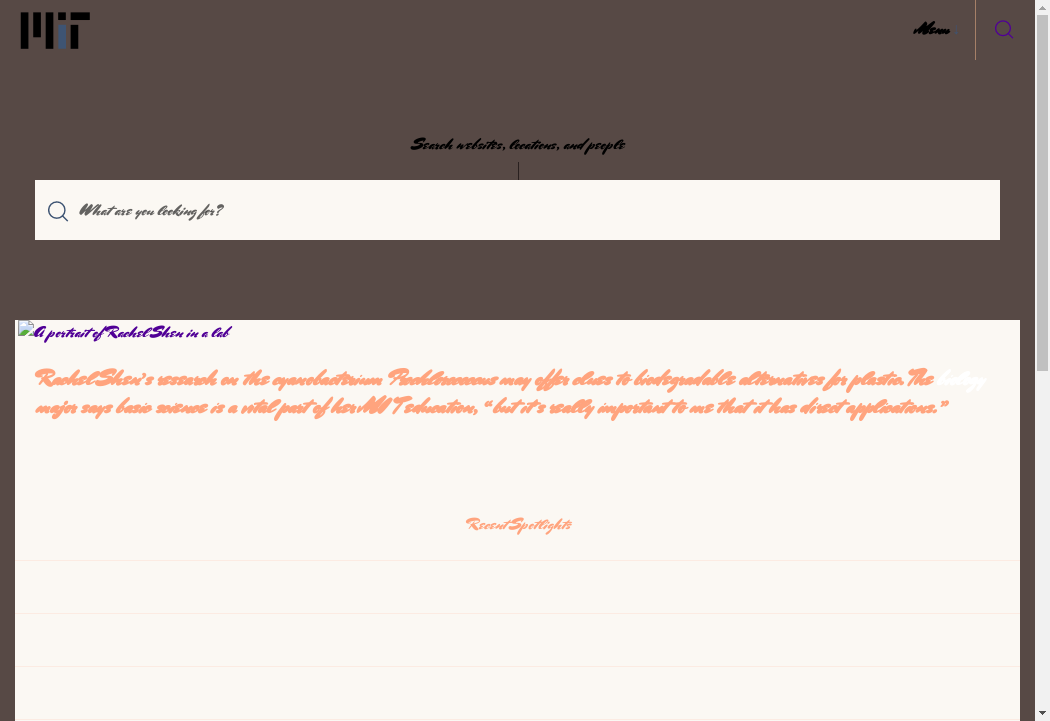 MIT
Menu
Search websites, locations, and people
What are you looking for?
A portrait of Rachel Shen in a lab
Rachel Shen’s research on the cyanobacterium Prochlorococcus may offer clues to biodegradable alternatives for plastic. The biology
major says basic science is a vital part of her MIT education, “but it’s really important to me that it has direct applications.”
Recent Spotlights